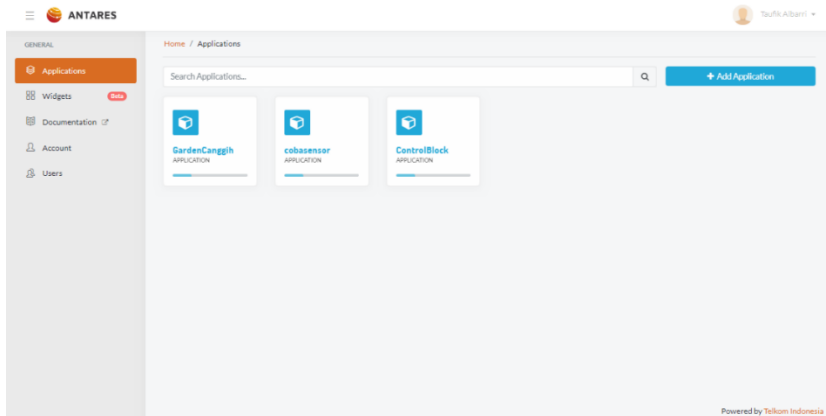 ANTARES
Taufik Albarri
GENERAL
Applications
Widgets Beta
Documentation
Account
Users
Home / Applications
Search Applications...
+ Add Application
GardenCanggih
APPLICATION
cobasensor
APPLICATION
ControlBlock
APPLICATION
Powered by Telkom Indonesia